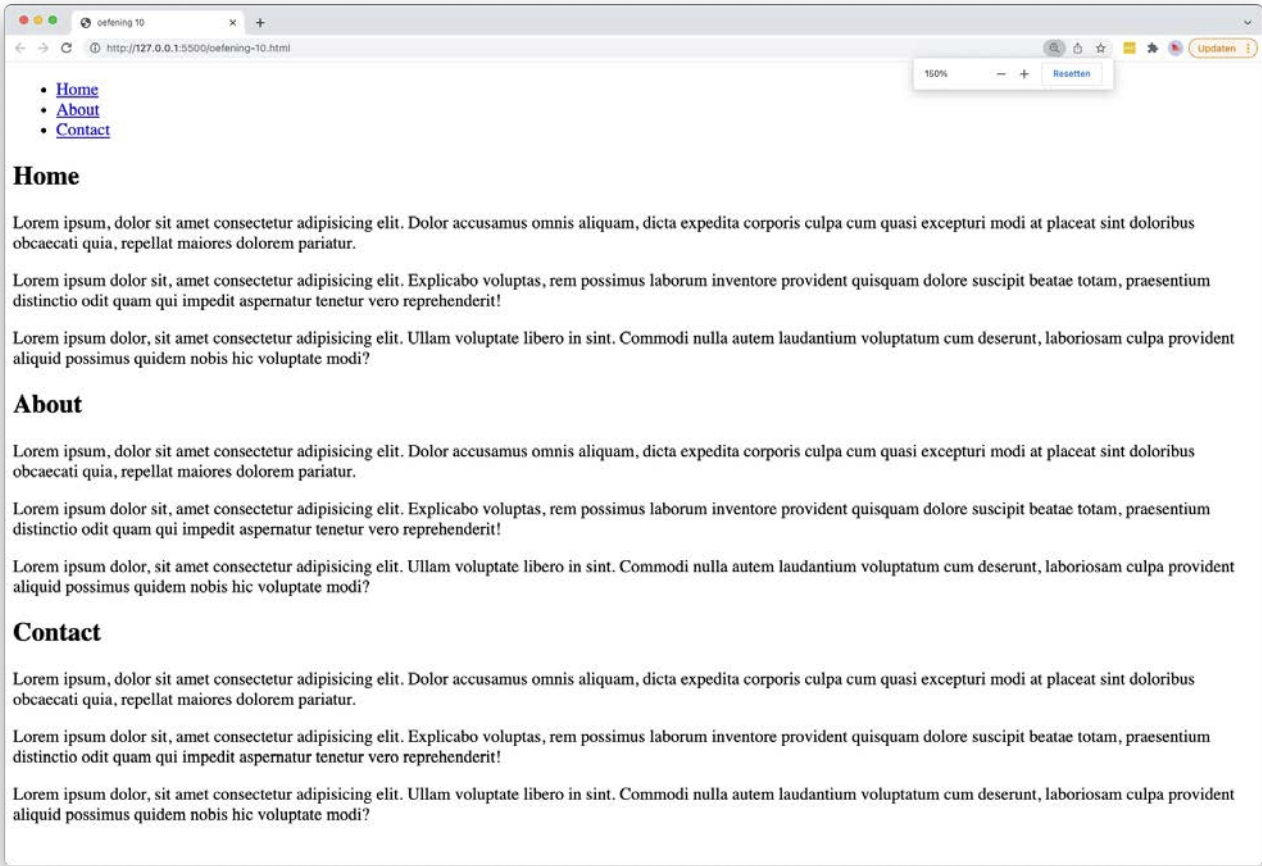 oefening 10
http://127.0.0.1:5500/oefening-10.html
Updaten
150%
Resetten
Home
About
Contact
Home
Lorem ipsum, dolor sit amet consectetur adipisicing elit. Dolor accusamus omnis aliquam, dicta expedita corporis culpa cum quasi excepturi modi at placeat sint doloribus
obcaecati quia, repellat maiores dolorem pariatur.
Lorem ipsum dolor sit, amet consectetur adipisicing elit. Explicabo voluptas, rem possimus laborum inventore provident quisquam dolore suscipit beatae totam, praesentium
distinctio odit quam qui impedit aspernatur tenetur vero reprehenderit!
Lorem ipsum dolor, sit amet consectetur adipisicing elit. Ullam voluptate libero in sint. Commodi nulla autem laudantium voluptatum cum deserunt, laboriosam culpa provident
aliquid possimus quidem nobis hic voluptate modi?
About
Lorem ipsum, dolor sit amet consectetur adipisicing elit. Dolor accusamus omnis aliquam, dicta expedita corporis culpa cum quasi excepturi modi at placeat sint doloribus
obcaecati quia, repellat maiores dolorem pariatur.
Lorem ipsum dolor sit, amet consectetur adipisicing elit. Explicabo voluptas, rem possimus laborum inventore provident quisquam dolore suscipit beatae totam, praesentium
distinctio odit quam qui impedit aspernatur tenetur vero reprehenderit!
Lorem ipsum dolor, sit amet consectetur adipisicing elit. Ullam voluptate libero in sint. Commodi nulla autem laudantium voluptatum cum deserunt, laboriosam culpa provident
aliquid possimus quidem nobis hic voluptate modi?
Contact
Lorem ipsum, dolor sit amet consectetur adipisicing elit. Dolor accusamus omnis aliquam, dicta expedita corporis culpa cum quasi excepturi modi at placeat sint doloribus
obcaecati quia, repellat maiores dolorem pariatur.
Lorem ipsum dolor sit, amet consectetur adipisicing elit. Explicabo voluptas, rem possimus laborum inventore provident quisquam dolore suscipit beatae totam, praesentium
distinctio odit quam qui impedit aspernatur tenetur vero reprehenderit!
Lorem ipsum dolor, sit amet consectetur adipisicing elit. Ullam voluptate libero in sint. Commodi nulla autem laudantium voluptatum cum deserunt, laboriosam culpa provident
aliquid possimus quidem nobis hic voluptate modi?